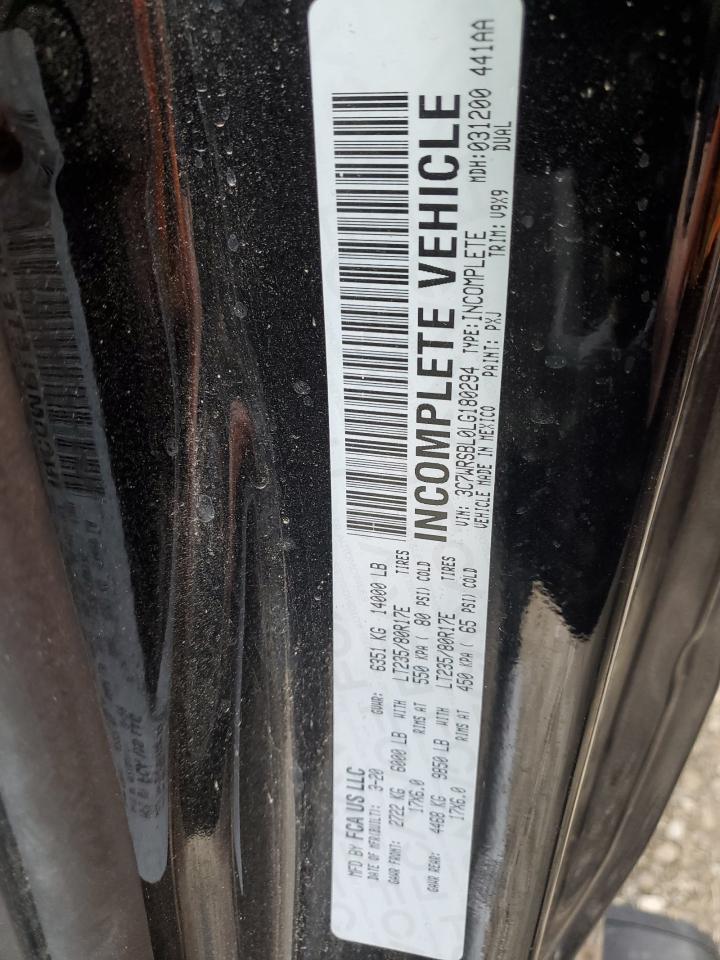 MFD BY FCA US LLC
DATE OF MFR(BUILT): 3-20 GVWR: 6351 KG 14000 LB
GAWR FRONT: 2722 KG 6000 LB WITH LT235/80R17E TIRES
17X6.0 RIMS AT 550 KPA ( 80 PSI) COLD
GAWR REAR: 4468 KG 9850 LB WITH LT235/80R17E TIRES
17X6.0 RIMS AT 450 KPA ( 65 PSI) COLD
INCOMPLETE VEHICLE
VIN: 3C7WRSBL0LG180294 TYPE:INCOMPLETE MDH:031200 441AA
VEHICLE MADE IN MEXICO PAINT: PXJ TRIM: V9X9 DUAL